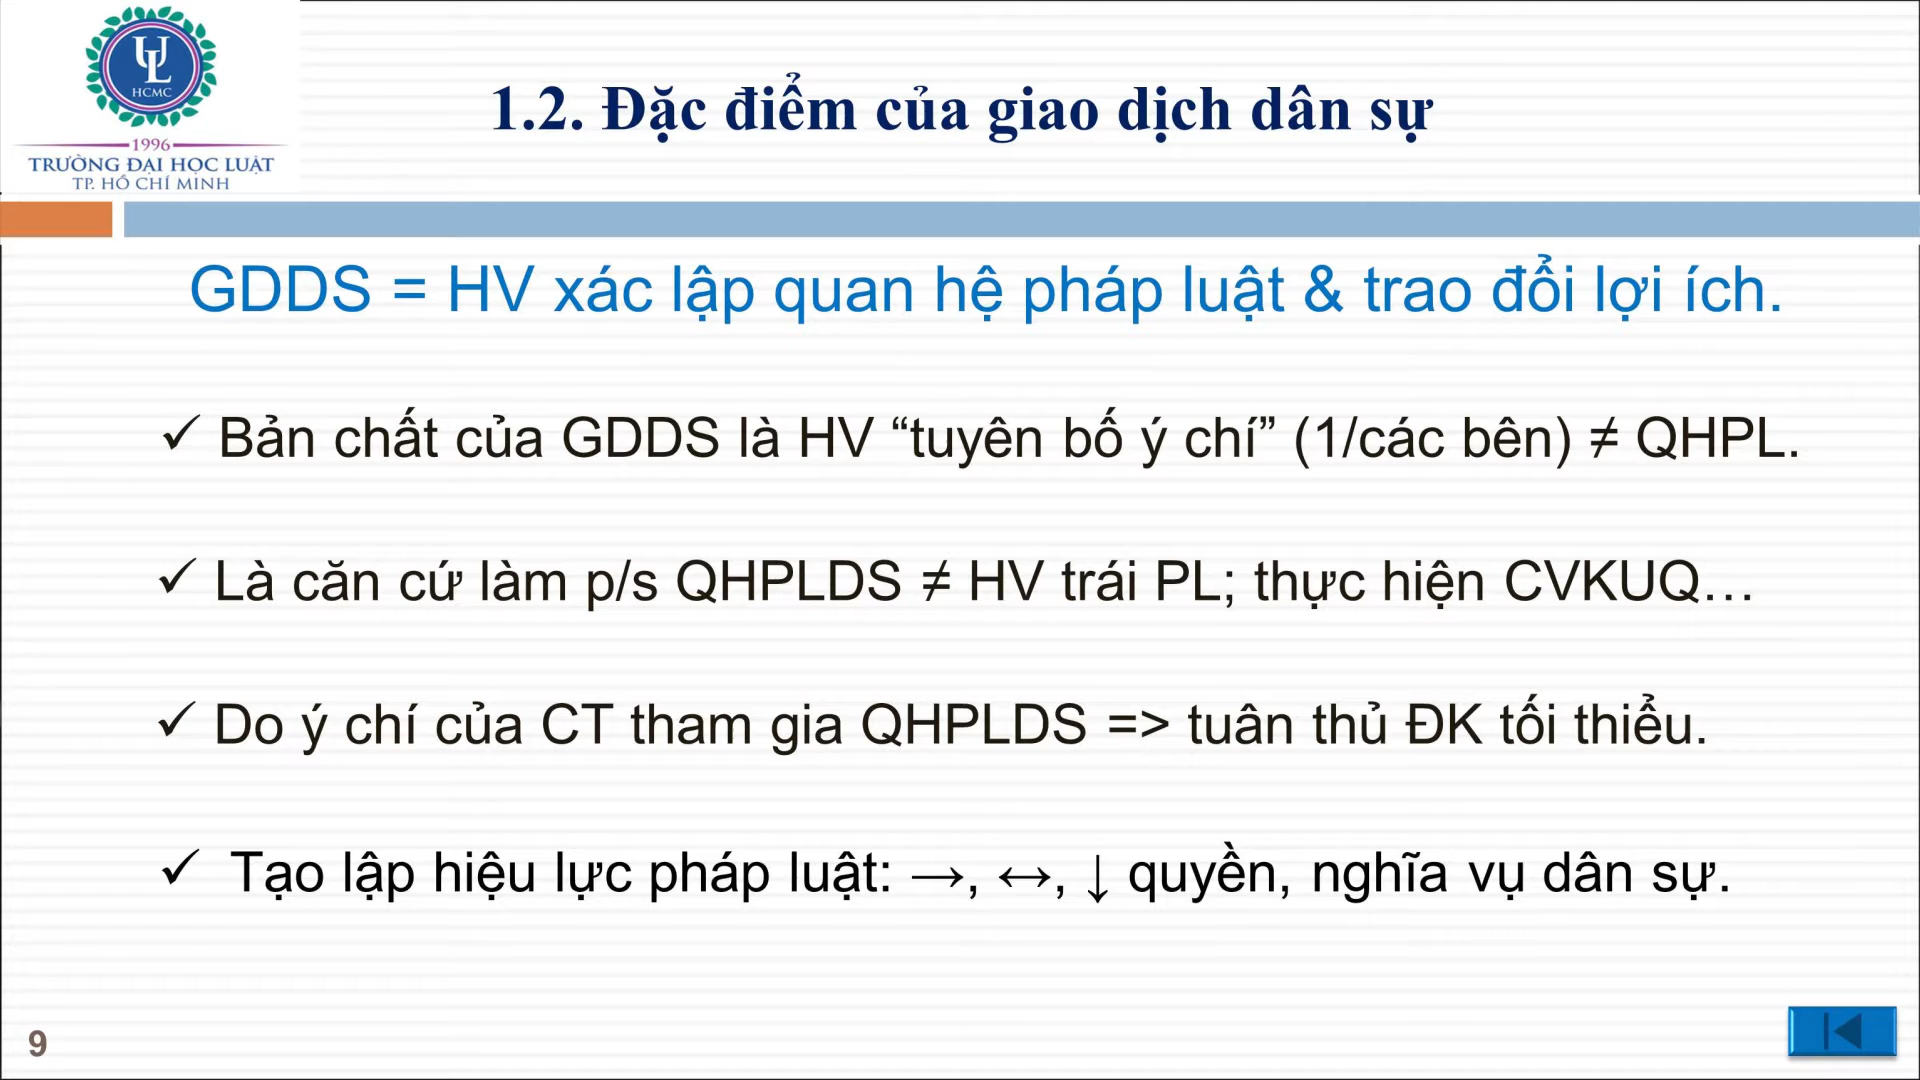 UL
HCMC
1996
TRƯỜNG ĐẠI HỌC LUẬT
TP. HỒ CHÍ MINH
1.2. Đặc điểm của giao dịch dân sự
GDDS = HV xác lập quan hệ pháp luật & trao đổi lợi ích.
✓ Bản chất của GDDS là HV “tuyên bố ý chí” (1/các bên) ≠ QHPL.
✓ Là căn cứ làm p/s QHPLDS ≠ HV trái PL; thực hiện CVKUQ…
✓ Do ý chí của CT tham gia QHPLDS => tuân thủ ĐK tối thiểu.
✓ Tạo lập hiệu lực pháp luật: →, ↔, ↓ quyền, nghĩa vụ dân sự.
9